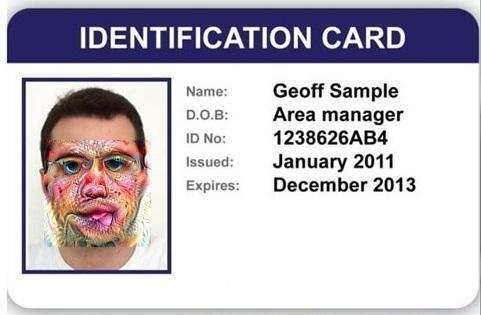 IDENTIFICATION CARD
Name: Geoff Sample
D.O.B: Area manager
ID No: 1238626AB4
Issued: January 2011
Expires: December 2013